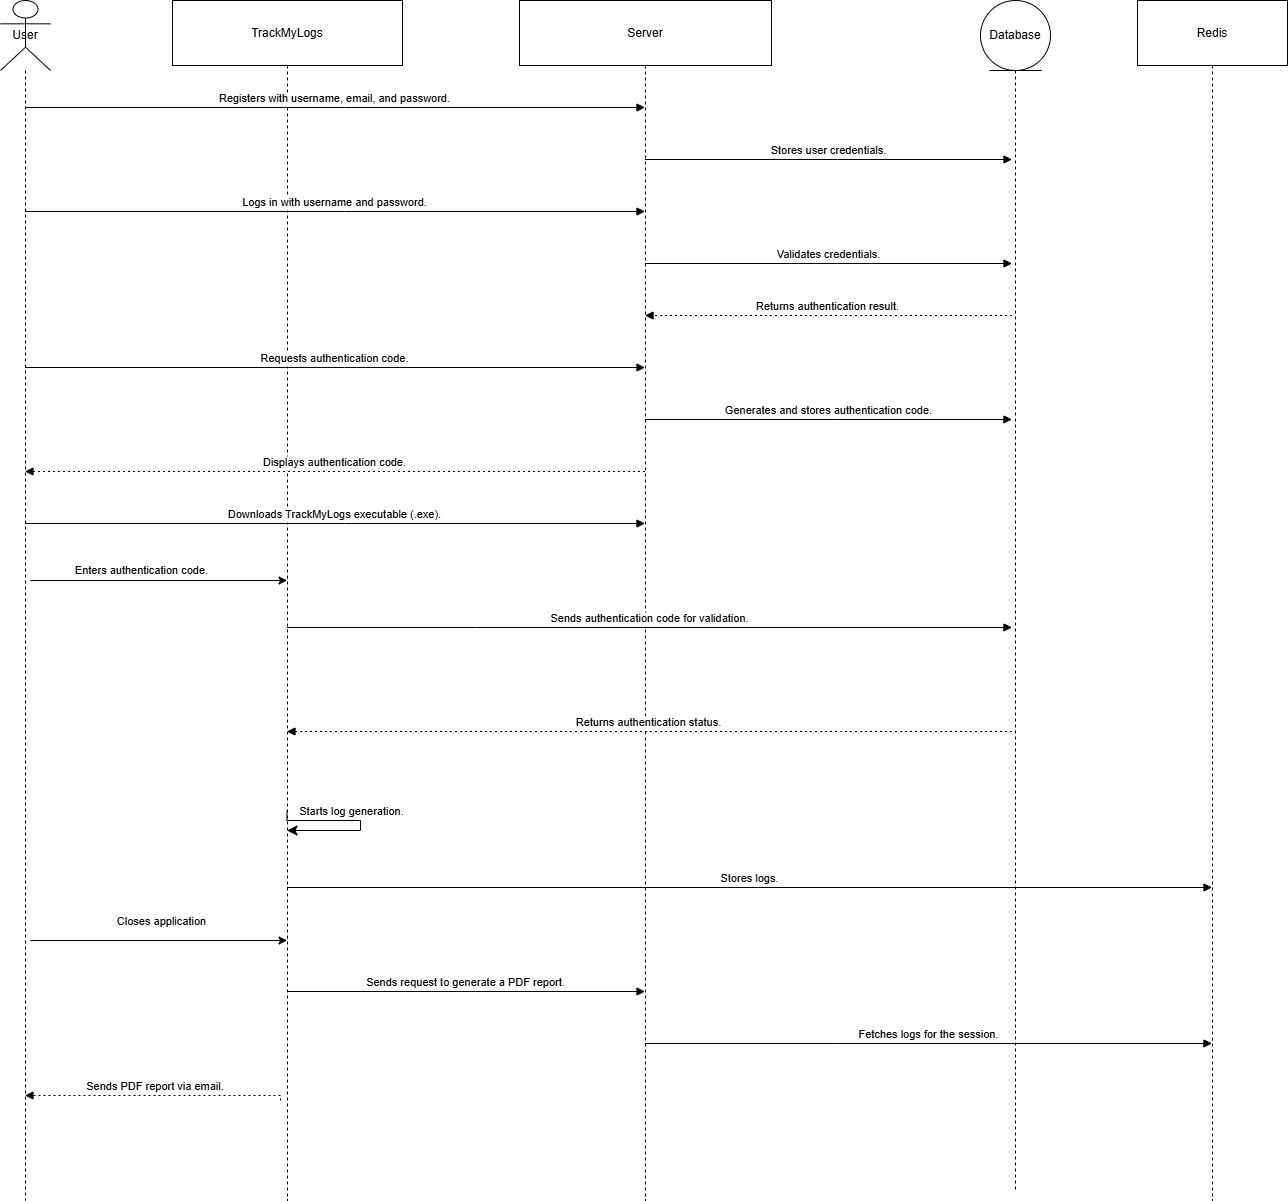 User
TrackMyLogs
Server
Database
Redis
Registers with username, email, and password.
Stores user credentials.
Logs in with username and password.
Validates credentials.
Returns authentication result.
Requests authentication code.
Generates and stores authentication code.
Displays authentication code.
Downloads TrackMyLogs executable (.exe).
Enters authentication code.
Sends authentication code for validation.
Returns authentication status.
Starts log generation.
Stores logs.
Closes application
Sends request to generate a PDF report.
Fetches logs for the session.
Sends PDF report via email.